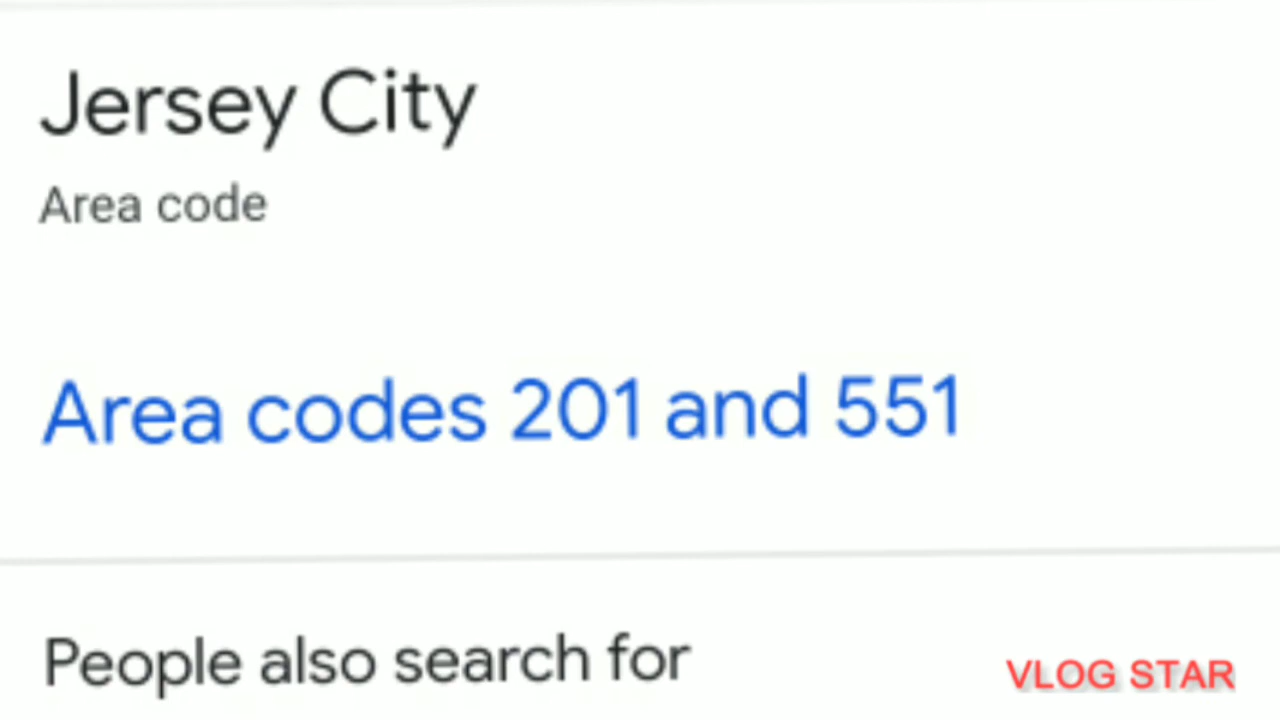 Jersey City
Area code
Area codes 201 and 551
People also search for
VLOG STAR